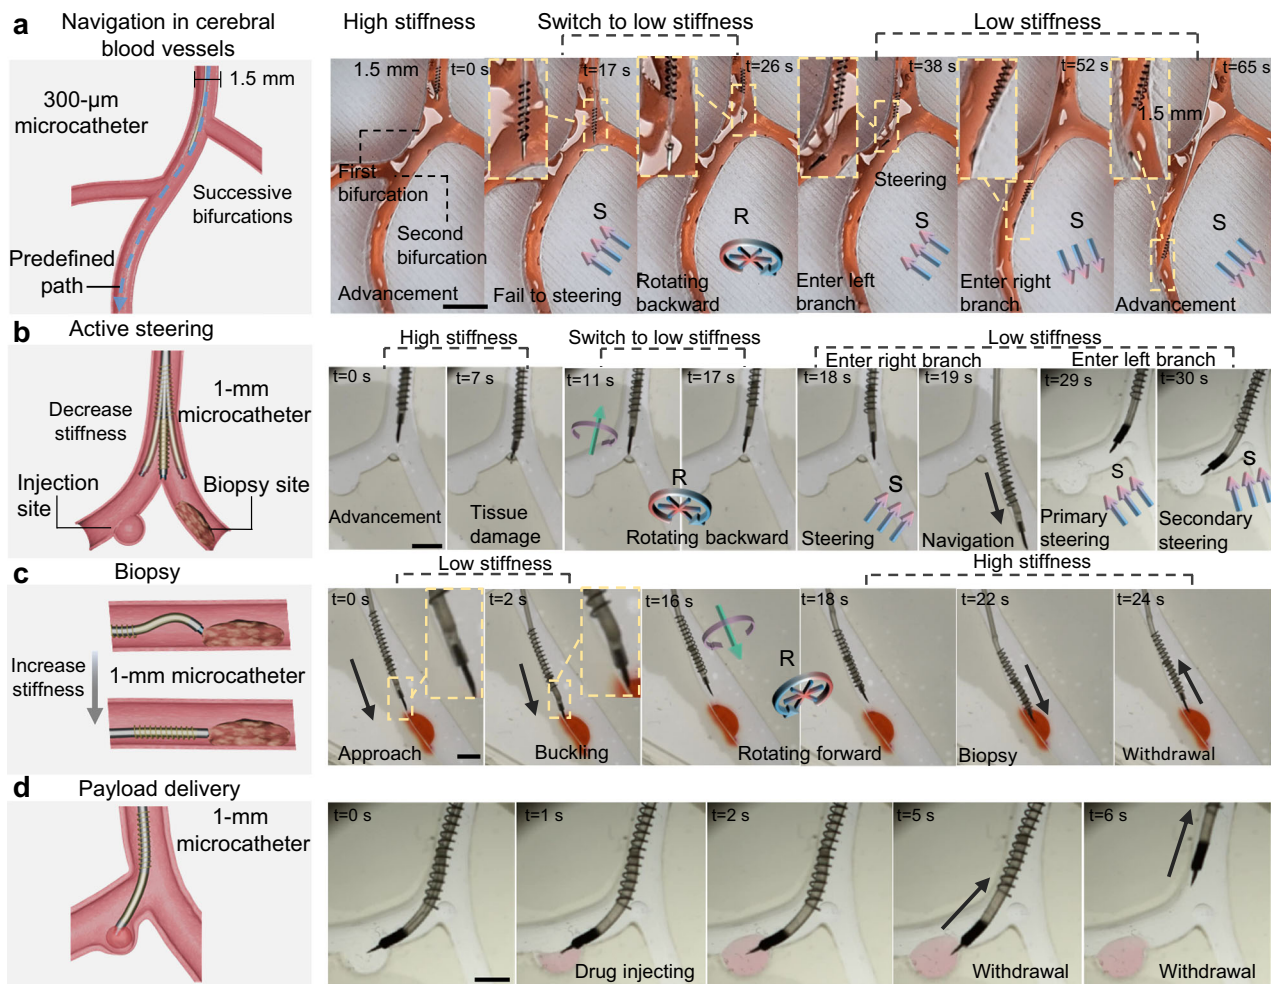 a
Navigation in cerebral
blood vessels
1.5 mm
300-µm
microcatheter
Successive
bifurcations
Predefined
path
High stiffness
Switch to low stiffness
Low stiffness
1.5 mm
t=0 s
First
bifurcation
Second
bifurcation
Advancement
t=17 s
S
Fail to steering
t=26 s
R
Rotating
backward
t=38 s
Steering
S
Enter left
branch
t=52 s
S
Enter right
branch
t=65 s
1.5 mm
S
Advancement
b
Active steering
Decrease
stiffness
1-mm
microcatheter
Injection
site
Biopsy site
High stiffness
Switch to low stiffness
Low stiffness
Enter right branch
Enter left branch
t=0 s
Advancement
t=7 s
Tissue
damage
t=11 s
t=17 s
R
Rotating backward
t=18 s
S
Steering
t=19 s
Navigation
t=29 s
S
Primary
steering
t=30 s
S
Secondary
steering
c
Biopsy
Increase
stiffness
1-mm microcatheter
Low stiffness
High stiffness
t=0 s
Approach
t=2 s
Buckling
t=16 s
R
t=18 s
Rotating forward
t=22 s
Biopsy
t=24 s
Withdrawal
d
Payload delivery
1-mm
microcatheter
t=0 s
t=1 s
Drug injecting
t=2 s
t=5 s
Withdrawal
t=6 s
Withdrawal